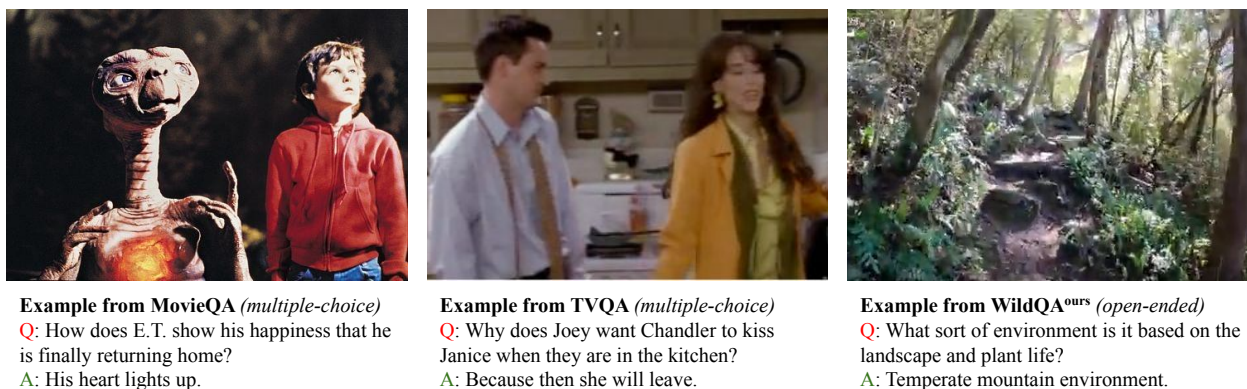 Example from MovieQA (multiple-choice)
Q: How does E.T. show his happiness that he
is finally returning home?
A: His heart lights up.
Example from TVQA (multiple-choice)
Q: Why does Joey want Chandler to kiss
Janice when they are in the kitchen?
A: Because then she will leave.
Example from WildQAᵒᵘʳˢ (open-ended)
Q: What sort of environment is it based on the
landscape and plant life?
A: Temperate mountain environment.